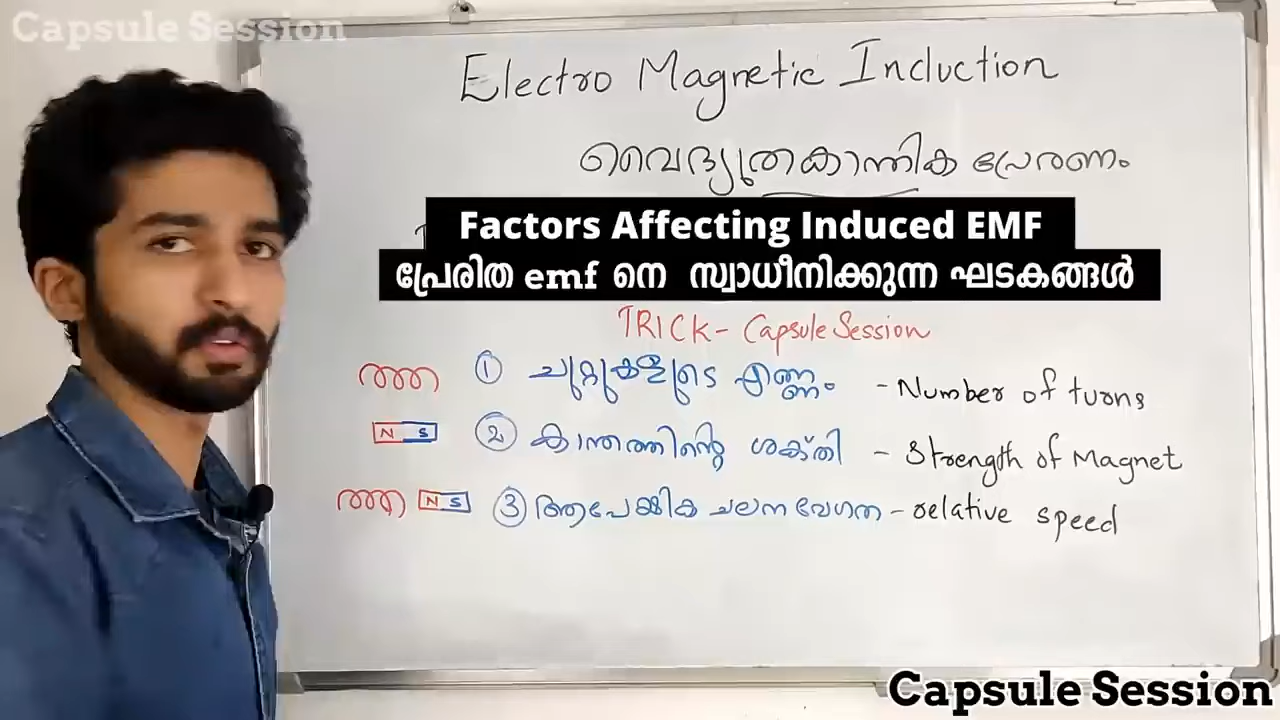 Capsule Session
Electro Magnetic Induction
വൈദ്യുതകാന്തിക പ്രേരണം
Factors Affecting Induced EMF
പ്രേരിത emf നെ സ്വാധീനിക്കുന്ന ഘടകങ്ങൾ
TRICK - Capsule Session
① ചുറ്റുകളുടെ എണ്ണം - Number of turns
N S ② കാന്തത്തിന്റെ ശക്തി - Strength of Magnet
N S ③ ആപേക്ഷിക ചലന വേഗത - relative speed
Capsule Session